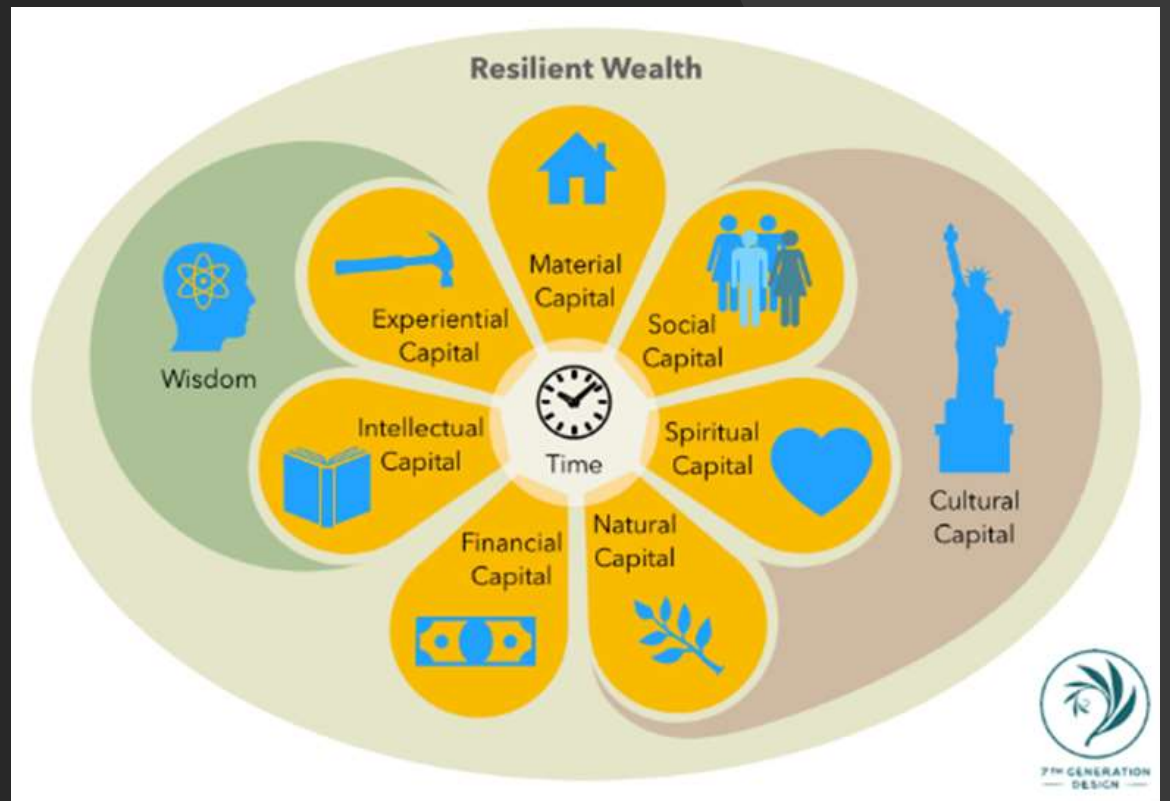 Resilient Wealth
Material
Capital
Experiential
Capital
Social
Capital
Wisdom
Intellectual
Capital
Time
Spiritual
Capital
Cultural
Capital
Financial
Capital
Natural
Capital
7TH GENERATION
DESIGN